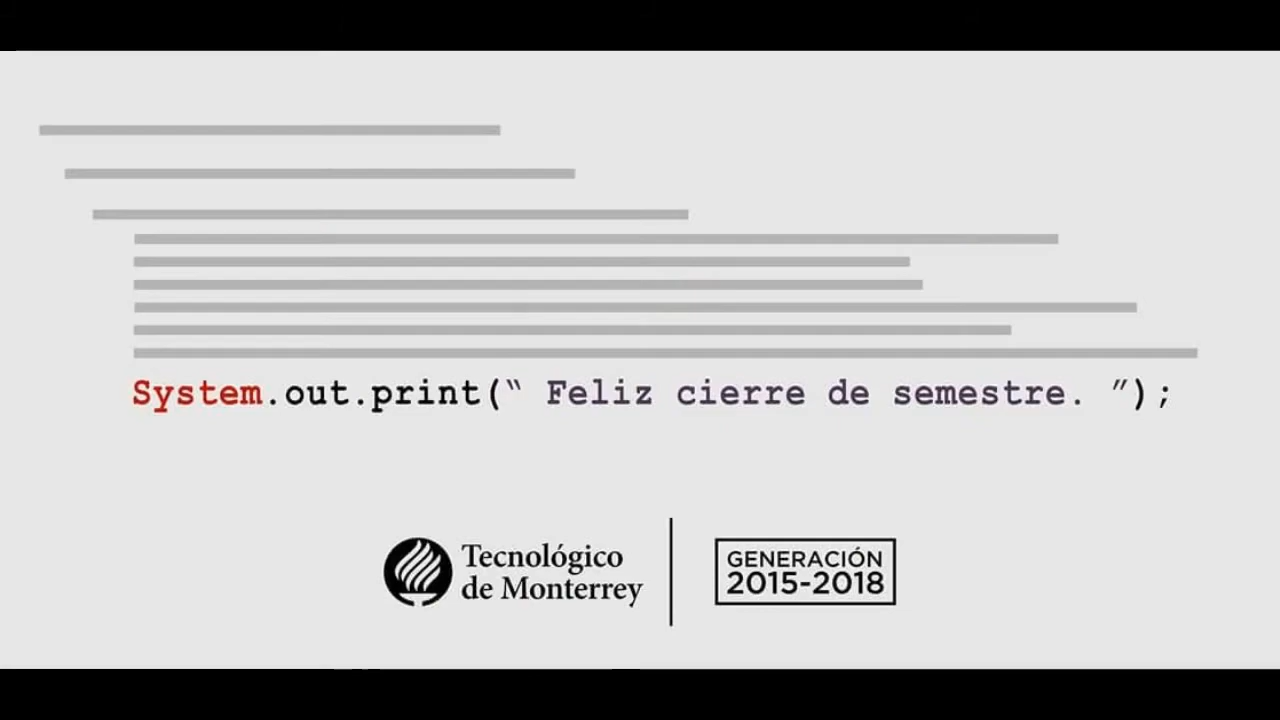 System.out.print(“ Feliz cierre de semestre. ”);
Tecnológico
de Monterrey
GENERACIÓN
2015-2018